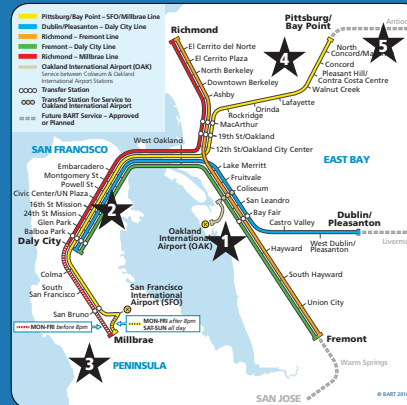 Pittsburg/Bay Point – SFO/Millbrae Line
Dublin/Pleasanton – Daly City Line
Richmond – Fremont Line
Fremont – Daly City Line
Richmond – Millbrae Line
Oakland International Airport (OAK)
Service between Coliseum & Oakland
International Airport Stations
Transfer Station
Transfer Station for Service to
Oakland International Airport
Future BART Service – Approved
or Planned
Richmond
El Cerrito del Norte
El Cerrito Plaza
North Berkeley
Downtown Berkeley
Ashby
Pittsburg/
Bay Point
Antioc
5
North
Concord/Martinez
Concord
Pleasant Hill/
Contra Costa Centre
Walnut Creek
4
Lafayette
Orinda
Rockridge
MacArthur
19th St/Oakland
12th St/Oakland City Center
West Oakland
SAN FRANCISCO
EAST BAY
Embarcadero
Montgomery St
Powell St
Civic Center/UN Plaza
16th St Mission
24th St Mission
Glen Park
Balboa Park
Daly City
2
Lake Merritt
Fruitvale
Coliseum
San Leandro
Bay Fair
Castro Valley
Dublin/
Pleasanton
West Dublin/
Pleasanton
Livermo
Oakland
International
Airport (OAK)
1
Hayward
South Hayward
Union City
Fremont
Warm Springs
SAN JOSE
Colma
South
San Francisco
San Bruno
San Francisco
International
Airport (SFO)
MON-FRI before 8pm
MON-FRI after 8pm
SAT-SUN all day
Millbrae
3
PENINSULA
© BART 201